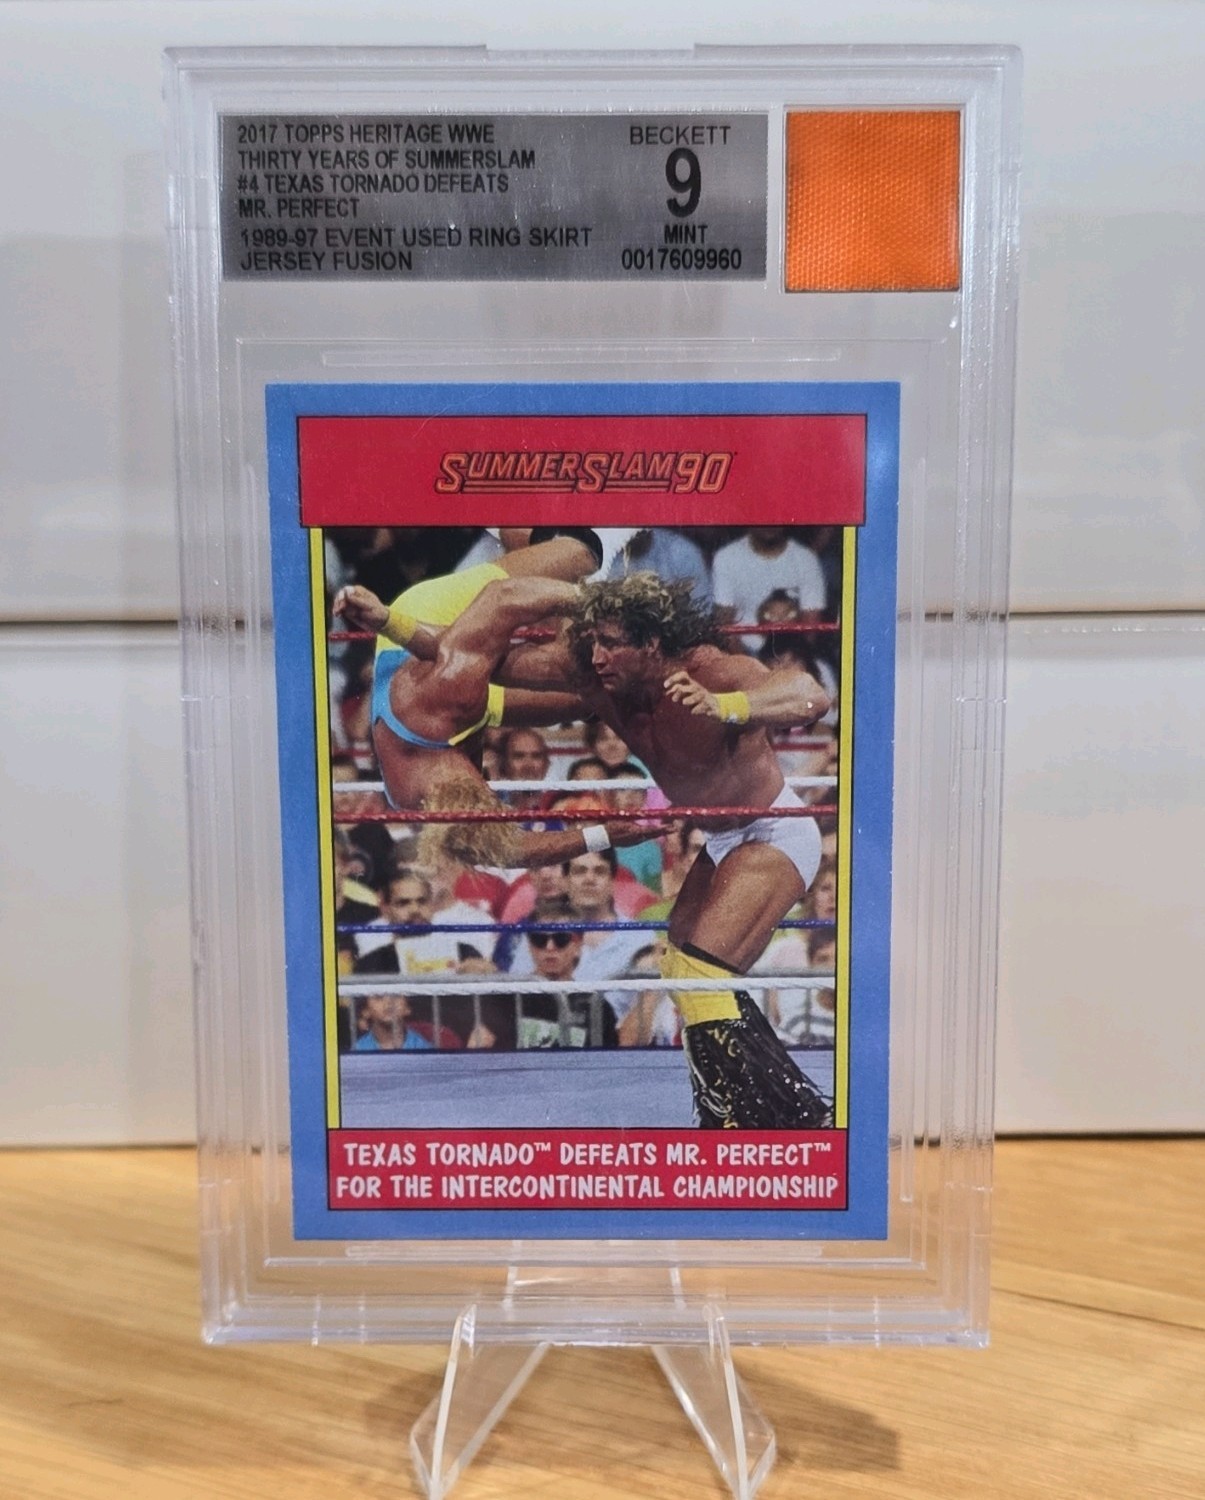 2017 TOPPS HERITAGE WWE
THIRTY YEARS OF SUMMERSLAM
#4 TEXAS TORNADO DEFEATS
MR. PERFECT
1989-97 EVENT USED RING SKIRT
JERSEY FUSION
BECKETT
9
MINT
0017609960
SUMMERSLAM90
TEXAS TORNADO™ DEFEATS MR. PERFECT™
FOR THE INTERCONTINENTAL CHAMPIONSHIP